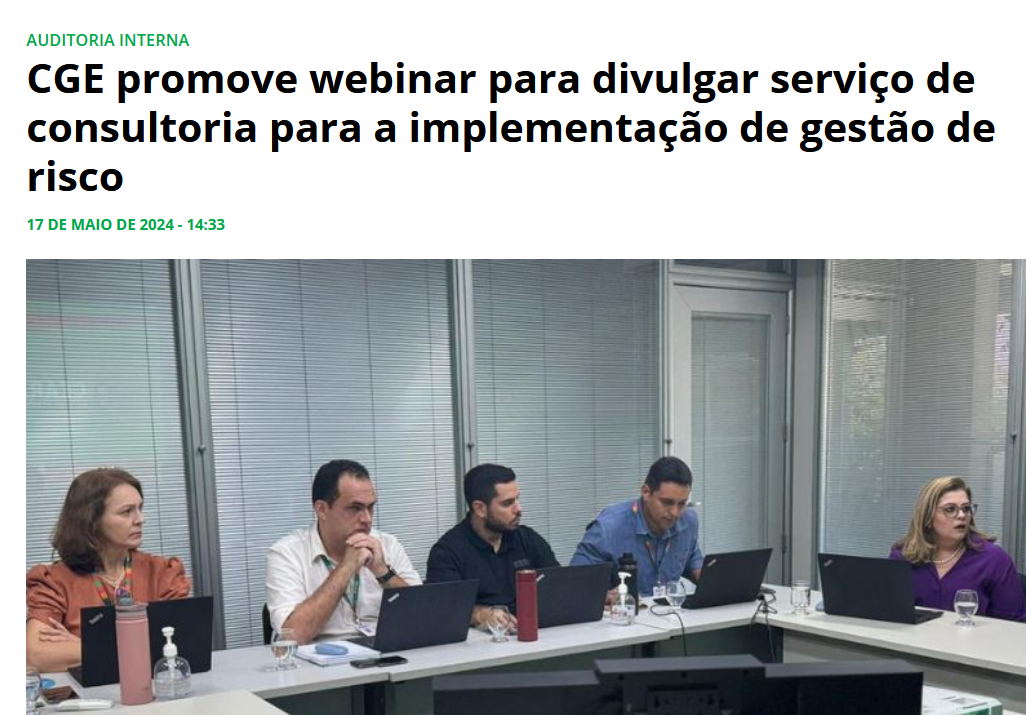 AUDITORIA INTERNA
CGE promove webinar para divulgar serviço de
consultoria para a implementação de gestão de
risco
17 DE MAIO DE 2024 - 14:33